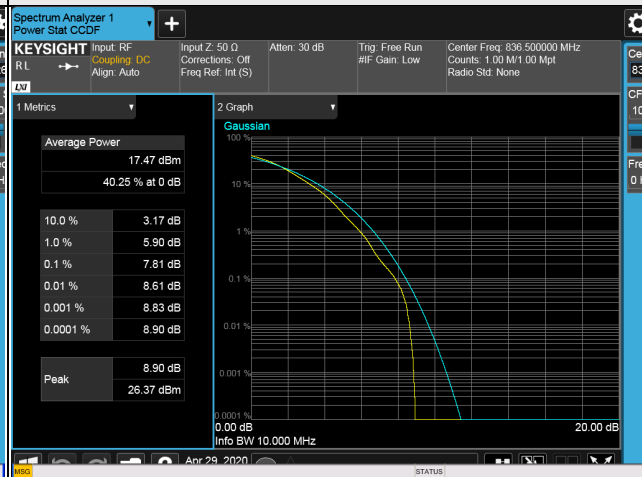 Spectrum Analyzer 1
Power Stat CCDF
KEYSIGHT
RL
LXI
Input: RF
Coupling: DC
Align: Auto
Input Z: 50 Ω
Corrections: Off
Freq Ref: Int (S)
Atten: 30 dB
Trig: Free Run
#IF Gain: Low
Center Freq: 836.500000 MHz
Counts: 1.00 M/1.00 Mpt
Radio Std: None
1 Metrics
Average Power
17.47 dBm
40.25 % at 0 dB
10.0 % 3.17 dB
1.0 % 5.90 dB
0.1 % 7.81 dB
0.01 % 8.61 dB
0.001 % 8.83 dB
0.0001 % 8.90 dB
Peak
8.90 dB
26.37 dBm
2 Graph
Gaussian
100 %
10 %
1 %
0.1 %
0.01 %
0.001 %
0.0001 %
0.00 dB 20.00 dB
Info BW 10.000 MHz
Apr 29, 2020
MSG STATUS